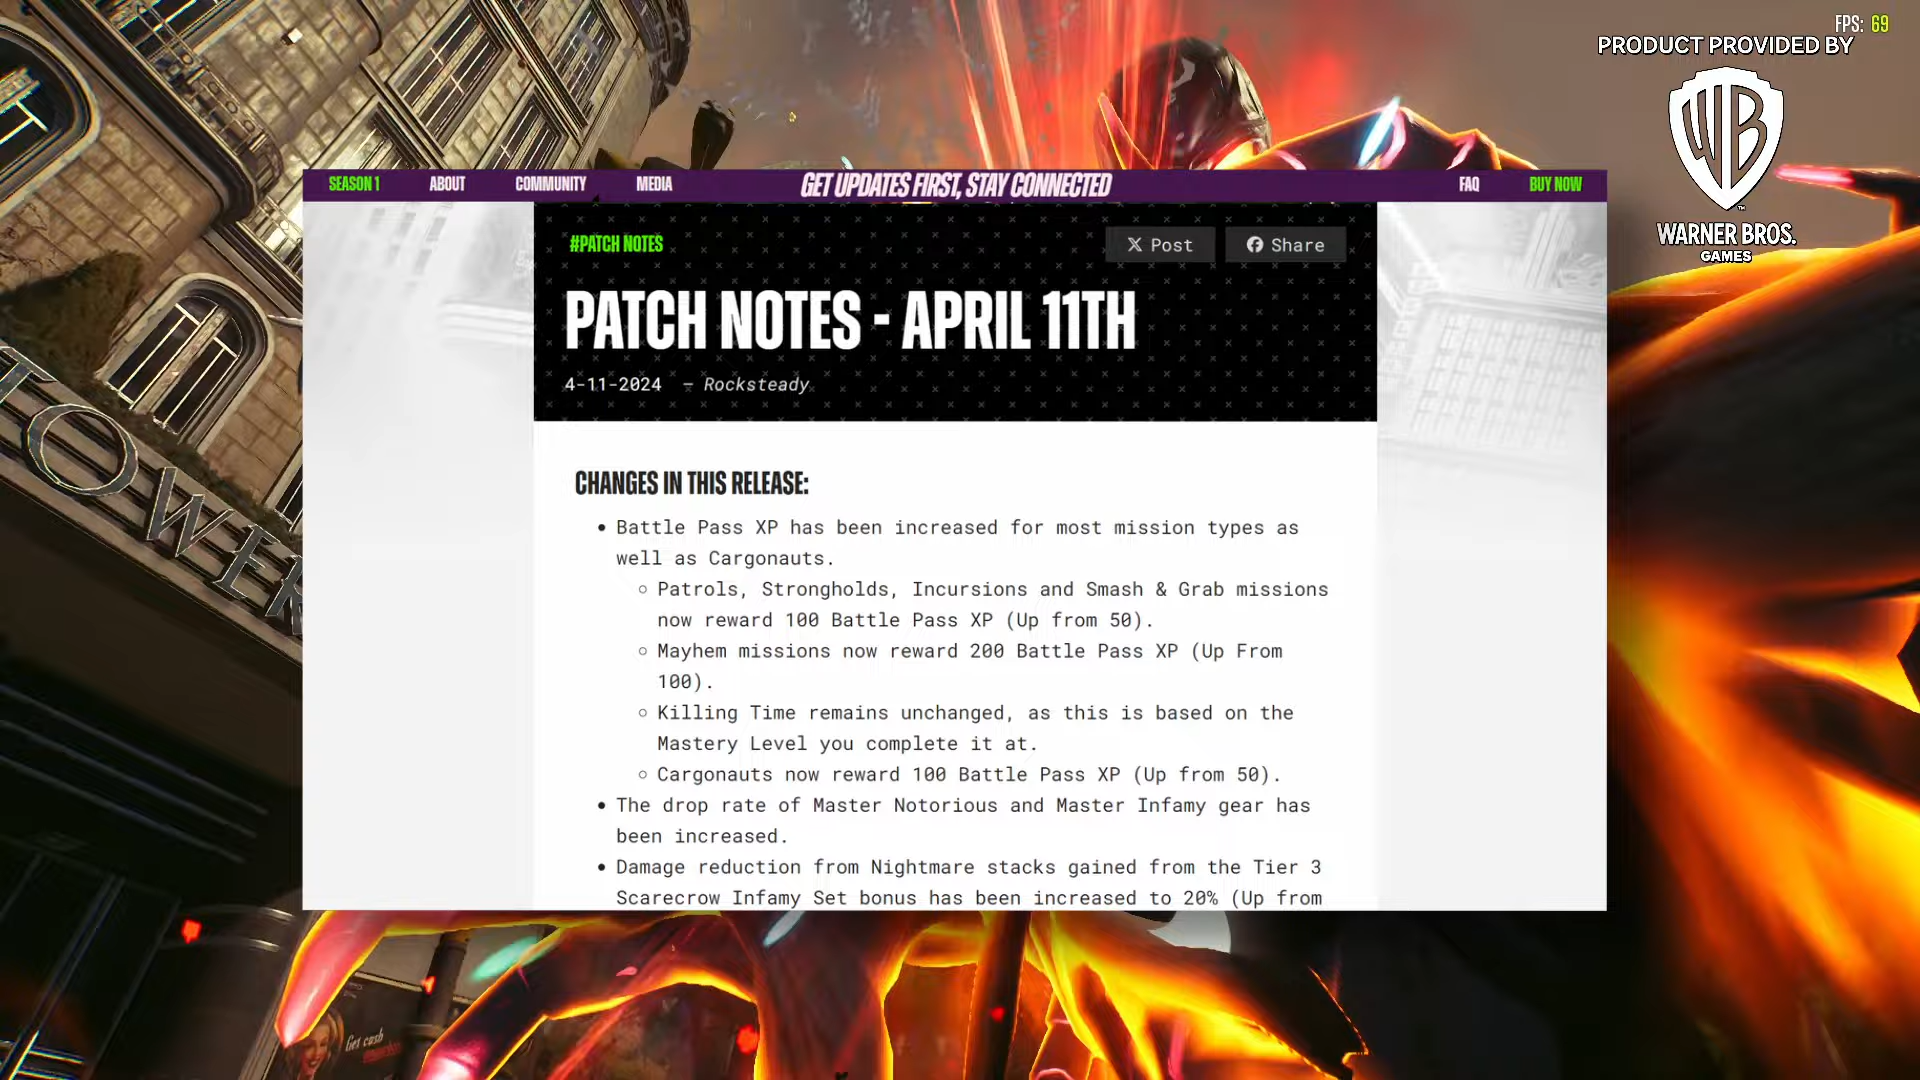 FPS: 69
PRODUCT PROVIDED BY
WB
TM
WARNER BROS.
GAMES
SEASON 1 ABOUT COMMUNITY MEDIA GET UPDATES FIRST, STAY CONNECTED FAQ BUY NOW
#PATCH NOTES
Post Share
PATCH NOTES - APRIL 11TH
4-11-2024 — Rocksteady
CHANGES IN THIS RELEASE:
• Battle Pass XP has been increased for most mission types as
well as Cargonauts.
○ Patrols, Strongholds, Incursions and Smash & Grab missions
now reward 100 Battle Pass XP (Up from 50).
○ Mayhem missions now reward 200 Battle Pass XP (Up From
100).
○ Killing Time remains unchanged, as this is based on the
Mastery Level you complete it at.
○ Cargonauts now reward 100 Battle Pass XP (Up from 50).
• The drop rate of Master Notorious and Master Infamy gear has
been increased.
• Damage reduction from Nightmare stacks gained from the Tier 3
Scarecrow Infamy Set bonus has been increased to 20% (Up from
TOWER
Get cash